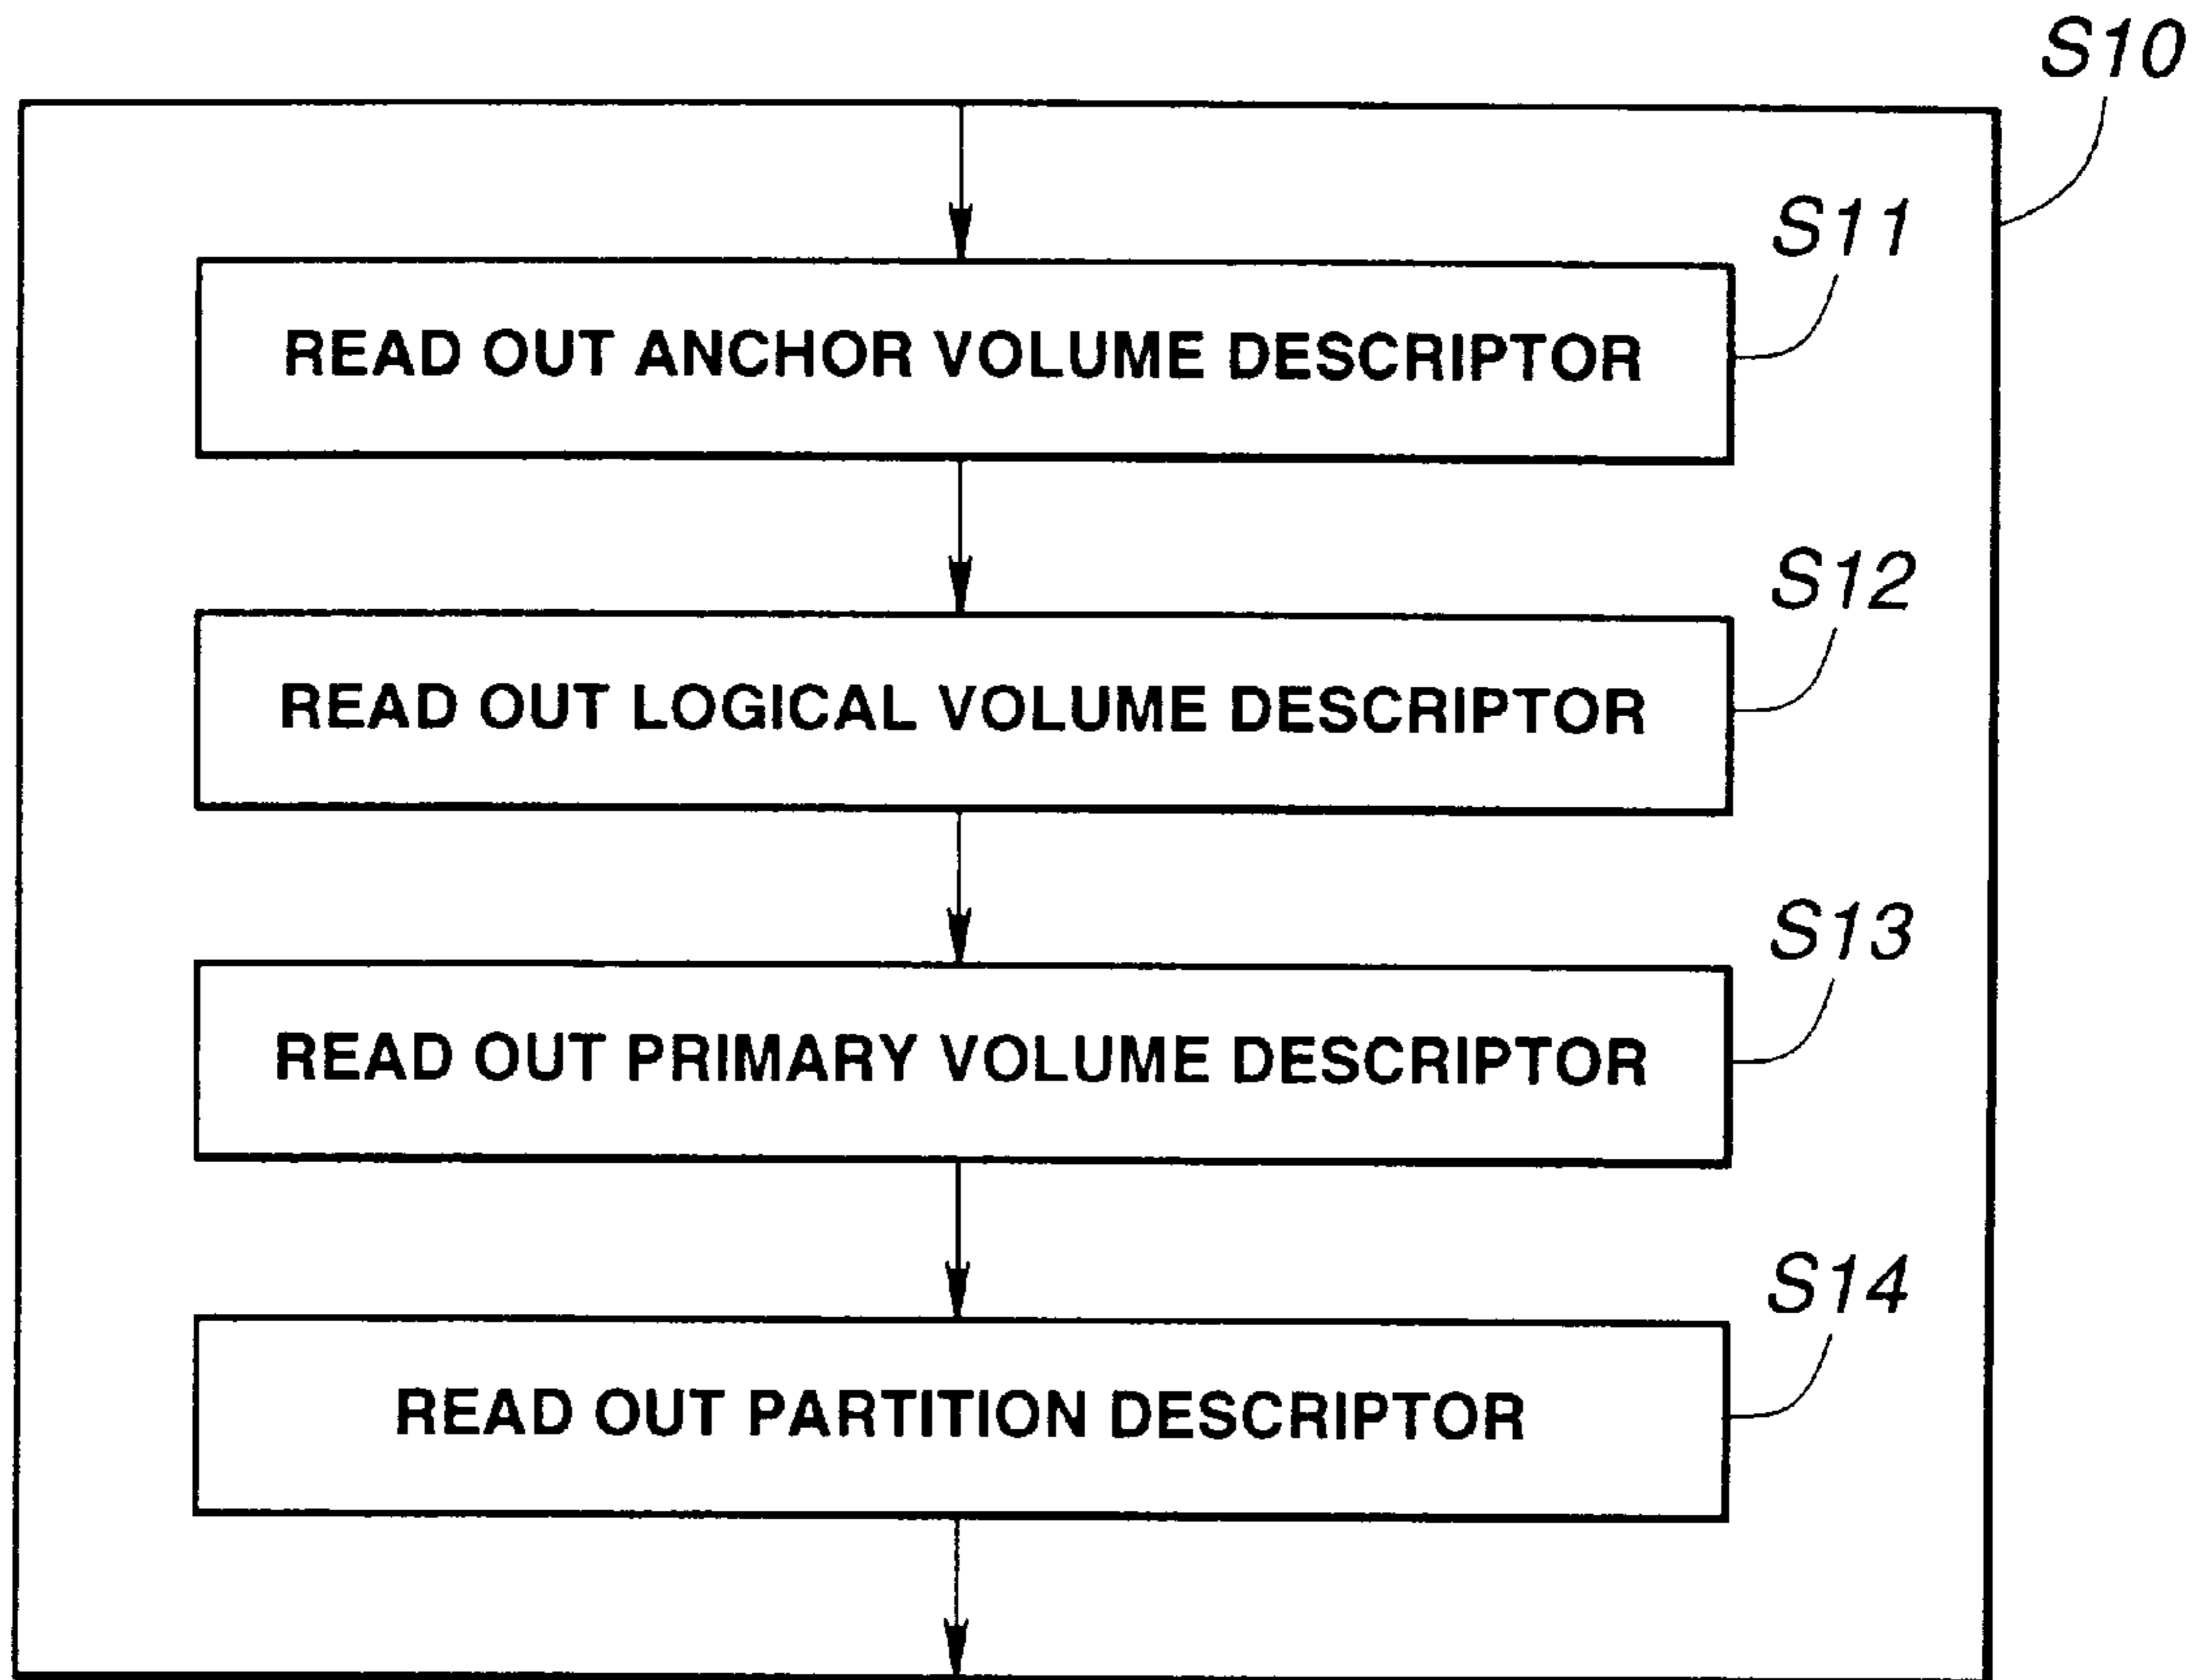 S10
S11
READ OUT ANCHOR VOLUME DESCRIPTOR
S12
READ OUT LOGICAL VOLUME DESCRIPTOR
S13
READ OUT PRIMARY VOLUME DESCRIPTOR
S14
READ OUT PARTITION DESCRIPTOR